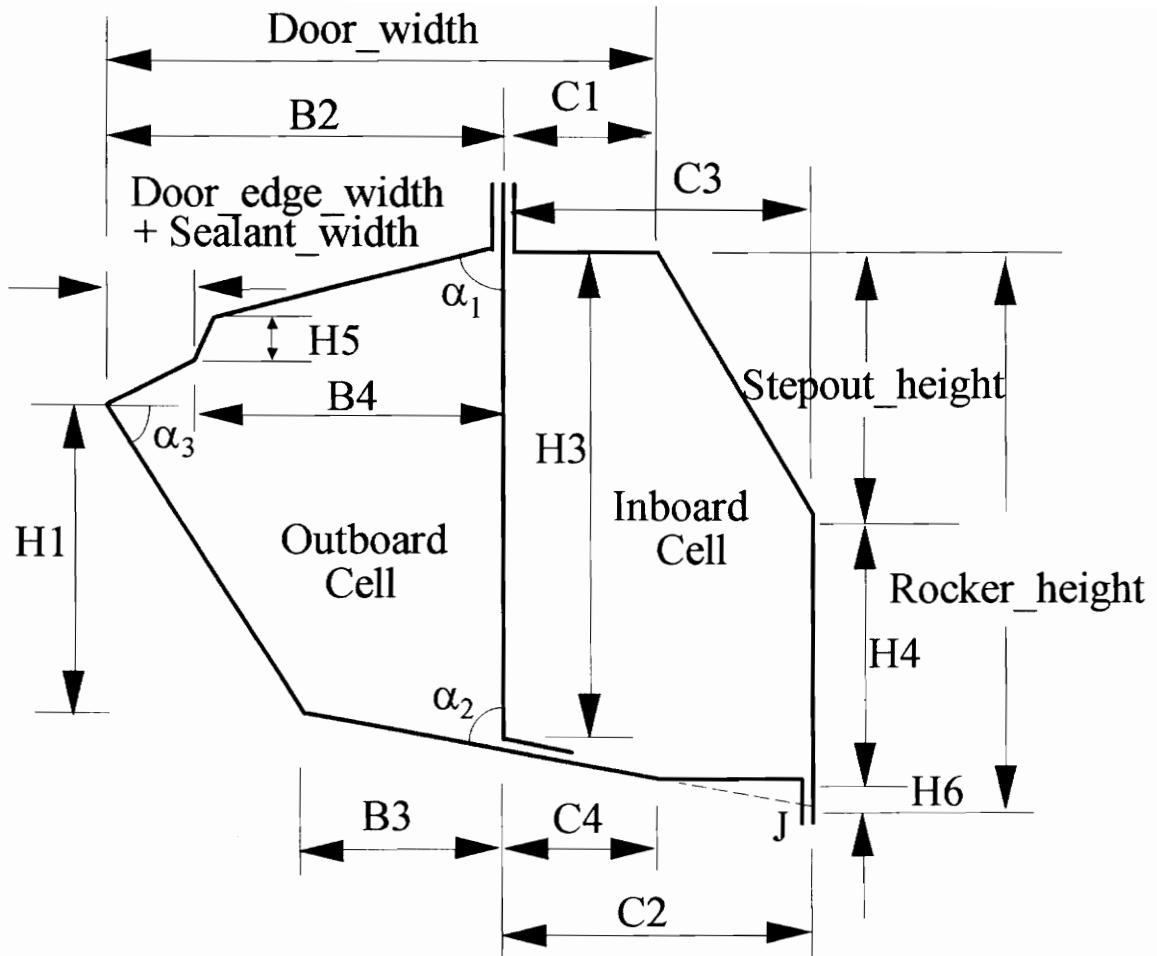 Door_width
C1
B2
C3
Door_edge_width
+ Sealant_width
α1
H5
Stepout_height
B4
α3
H3
Inboard
Cell
H1
Outboard
Cell
Rocker_height
H4
α2
H6
J
B3
C4
C2